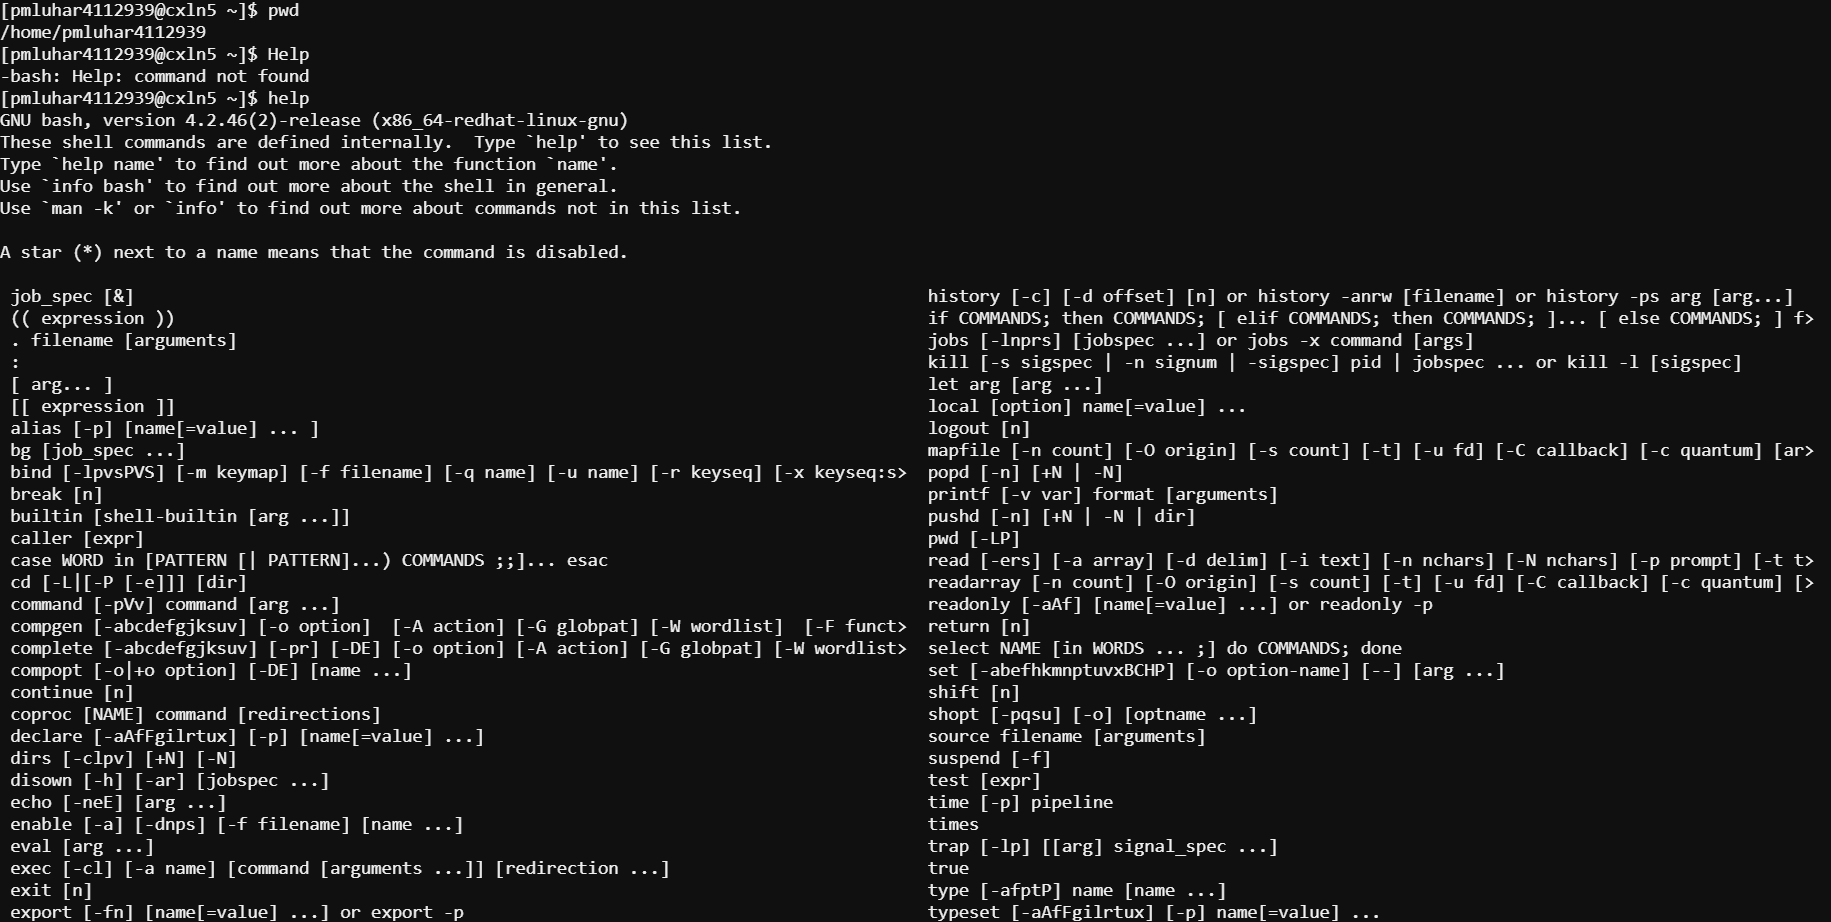 [pmluhar4112939@cxln5 ~]$ pwd
/home/pmluhar4112939
[pmluhar4112939@cxln5 ~]$ Help
-bash: Help: command not found
[pmluhar4112939@cxln5 ~]$ help
GNU bash, version 4.2.46(2)-release (x86_64-redhat-linux-gnu)
These shell commands are defined internally.  Type `help' to see this list.
Type `help name' to find out more about the function `name'.
Use `info bash' to find out more about the shell in general.
Use `man -k' or `info' to find out more about commands not in this list.
A star (*) next to a name means that the command is disabled.
job_spec [&]
(( expression ))
. filename [arguments]
:
[ arg... ]
[[ expression ]]
alias [-p] [name[=value] ... ]
bg [job_spec ...]
bind [-lpvsPVS] [-m keymap] [-f filename] [-q name] [-u name] [-r keyseq] [-x keyseq:s>
break [n]
builtin [shell-builtin [arg ...]]
caller [expr]
case WORD in [PATTERN [| PATTERN]...) COMMANDS ;;]... esac
cd [-L|[-P [-e]]] [dir]
command [-pVv] command [arg ...]
compgen [-abcdefgjksuv] [-o option]  [-A action] [-G globpat] [-W wordlist]  [-F funct>
complete [-abcdefgjksuv] [-pr] [-DE] [-o option] [-A action] [-G globpat] [-W wordlist>
compopt [-o|+o option] [-DE] [name ...]
continue [n]
coproc [NAME] command [redirections]
declare [-aAfFgilrtux] [-p] [name[=value] ...]
dirs [-clpv] [+N] [-N]
disown [-h] [-ar] [jobspec ...]
echo [-neE] [arg ...]
enable [-a] [-dnps] [-f filename] [name ...]
eval [arg ...]
exec [-cl] [-a name] [command [arguments ...]] [redirection ...]
exit [n]
export [-fn] [name[=value] ...] or export -p
history [-c] [-d offset] [n] or history -anrw [filename] or history -ps arg [arg...]
if COMMANDS; then COMMANDS; [ elif COMMANDS; then COMMANDS; ]... [ else COMMANDS; ] f>
jobs [-lnprs] [jobspec ...] or jobs -x command [args]
kill [-s sigspec | -n signum | -sigspec] pid | jobspec ... or kill -l [sigspec]
let arg [arg ...]
local [option] name[=value] ...
logout [n]
mapfile [-n count] [-O origin] [-s count] [-t] [-u fd] [-C callback] [-c quantum] [ar>
popd [-n] [+N | -N]
printf [-v var] format [arguments]
pushd [-n] [+N | -N | dir]
pwd [-LP]
read [-ers] [-a array] [-d delim] [-i text] [-n nchars] [-N nchars] [-p prompt] [-t t>
readarray [-n count] [-O origin] [-s count] [-t] [-u fd] [-C callback] [-c quantum] [>
readonly [-aAf] [name[=value] ...] or readonly -p
return [n]
select NAME [in WORDS ... ;] do COMMANDS; done
set [-abefhkmnptuvxBCHP] [-o option-name] [--] [arg ...]
shift [n]
shopt [-pqsu] [-o] [optname ...]
source filename [arguments]
suspend [-f]
test [expr]
time [-p] pipeline
times
trap [-lp] [[arg] signal_spec ...]
true
type [-afptP] name [name ...]
typeset [-aAfFgilrtux] [-p] name[=value] ...